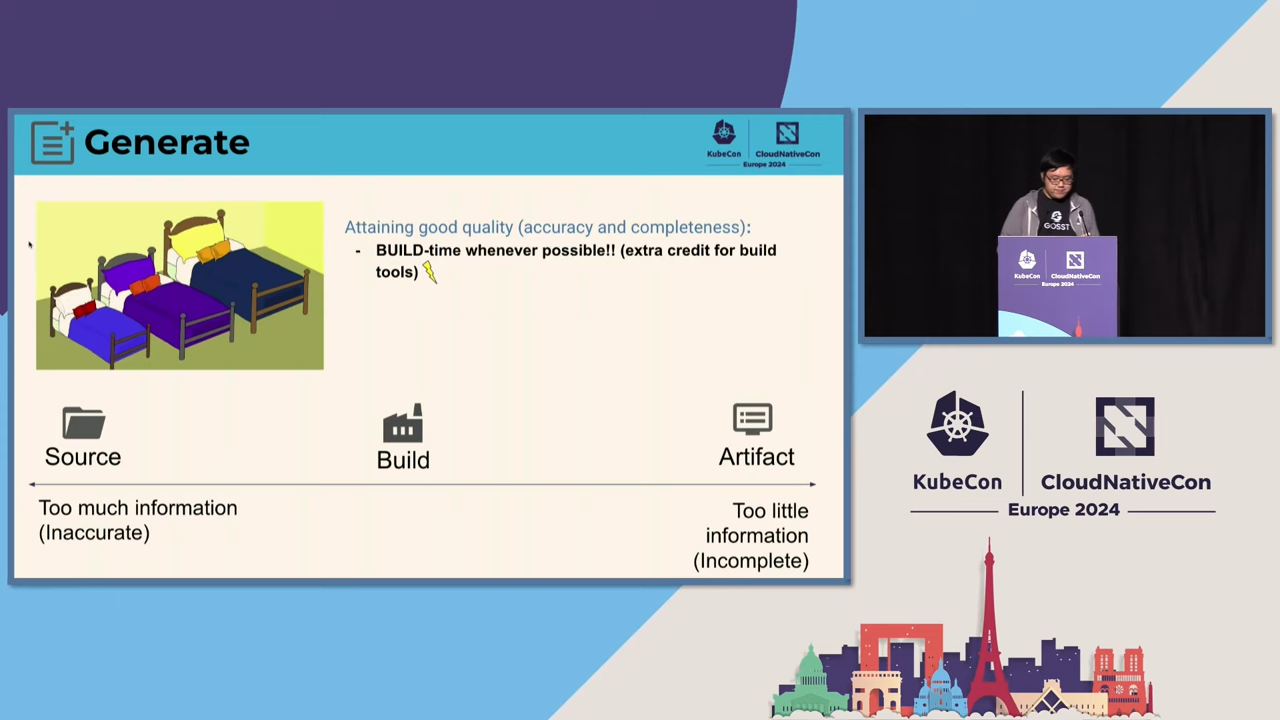 Generate
KubeCon
CloudNativeCon
Europe 2024
Attaining good quality (accuracy and completeness):
- BUILD-time whenever possible!! (extra credit for build
tools)
Source
Build
Artifact
Too much information
(Inaccurate)
Too little
information
(Incomplete)
GOSST
KubeCon
CloudNativeCon
Europe 2024
KubeCon
CloudNativeCon
Europe 2024